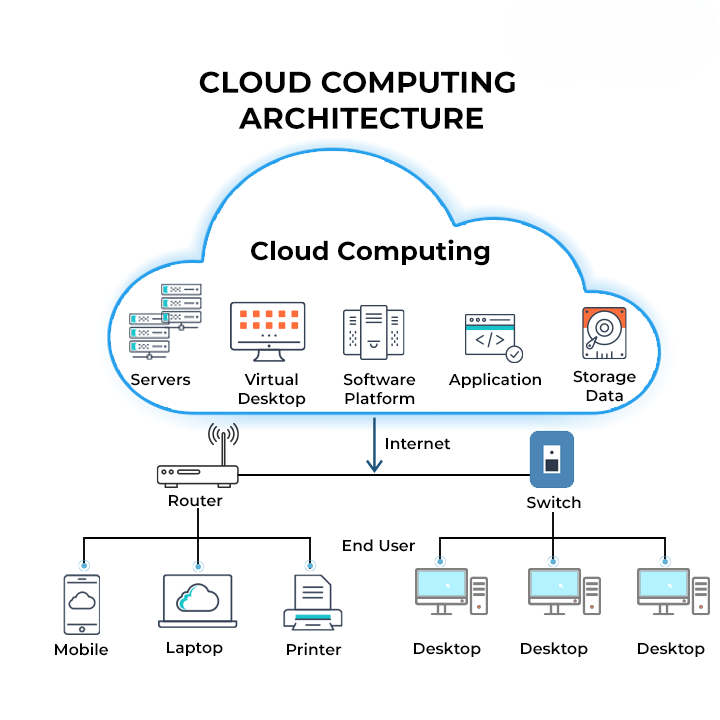 CLOUD COMPUTING
ARCHITECTURE
Cloud Computing
Servers
Virtual
Desktop
Software
Platform
</>
Application
Storage
Data
Internet
Router
Switch
End User
Mobile
Laptop
Printer
Desktop
Desktop
Desktop